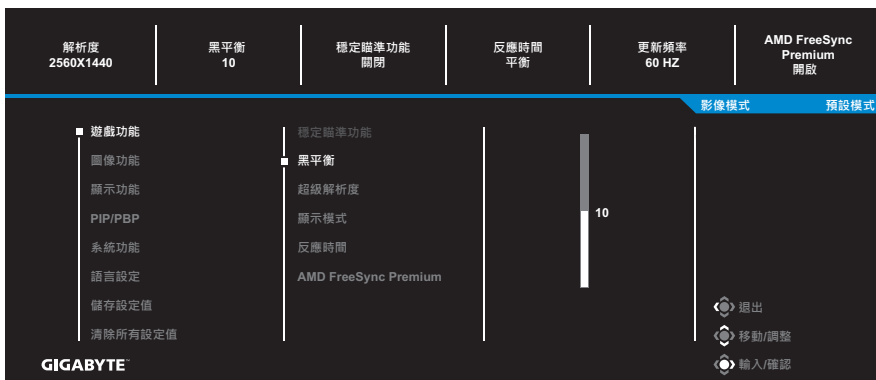 解析度
2560X1440
黑平衡
10
穩定瞄準功能
關閉
反應時間
平衡
更新頻率
60 HZ
AMD FreeSync
Premium
開啟
影像模式 預設模式
遊戲功能
圖像功能
顯示功能
PIP/PBP
系統功能
語言設定
儲存設定值
清除所有設定值
穩定瞄準功能
黑平衡
超級解析度
顯示模式
反應時間
AMD FreeSync Premium
10
退出
移動/調整
輸入/確認
GIGABYTE™